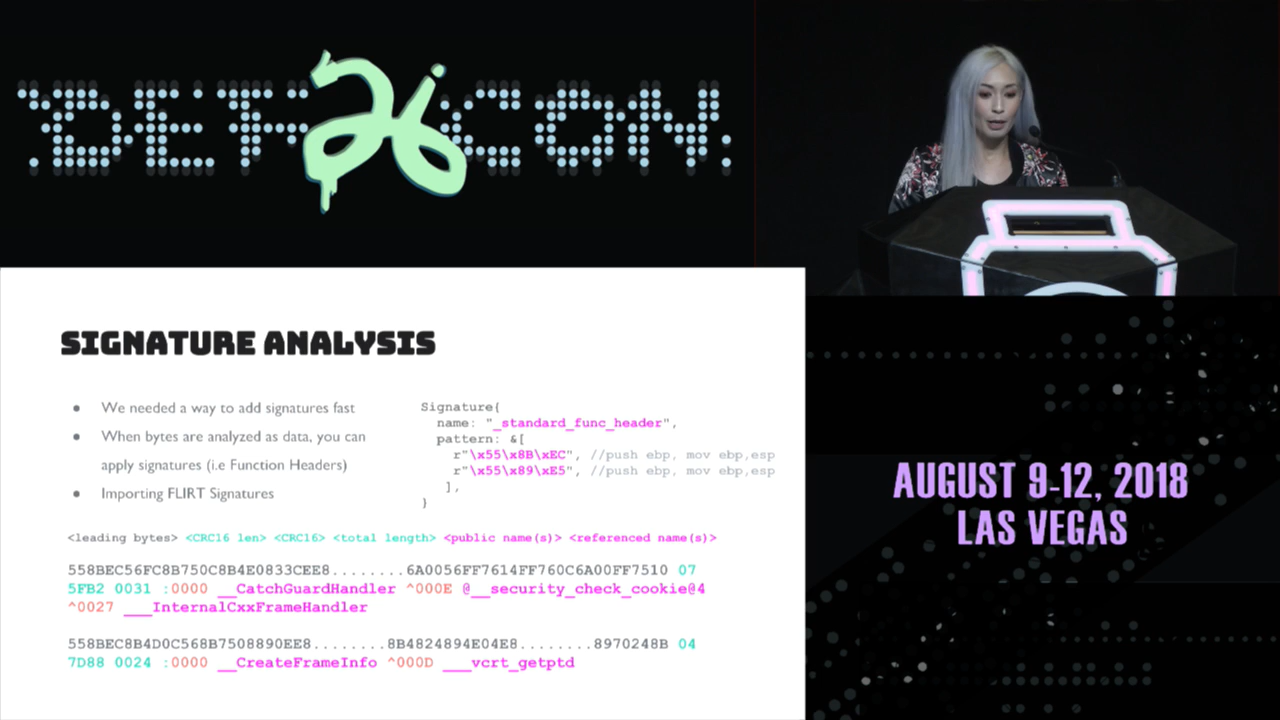 DEF 26 CON
SIGNATURE ANALYSIS
● We needed a way to add signatures fast
● When bytes are analyzed as data, you can
apply signatures (i.e Function Headers)
● Importing FLIRT Signatures
Signature{
name: "_standard_func_header",
pattern: &[
r"\x55\x8B\xEC", //push ebp, mov ebp,esp
r"\x55\x89\xE5", //push ebp, mov ebp,esp
],
}
<leading bytes> <CRC16 len> <CRC16> <total length> <public name(s)> <referenced name(s)>
558BEC56FC8B750C8B4E0833CEE8........6A0056FF7614FF760C6A00FF7510 07
5FB2 0031 :0000 __CatchGuardHandler ^000E @__security_check_cookie@4
^0027 ___InternalCxxFrameHandler
558BEC8B4D0C568B7508890EE8........8B4824894E04E8........8970248B 04
7D88 0024 :0000 __CreateFrameInfo ^000D ___vcrt_getptd
AUGUST 9-12, 2018
LAS VEGAS